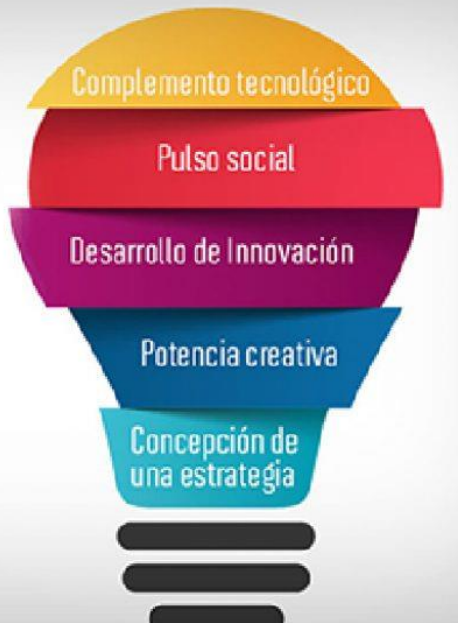 Complemento tecnológico
Pulso social
Desarrollo de Innovación
Potencia creativa
Concepción de
una estrategia